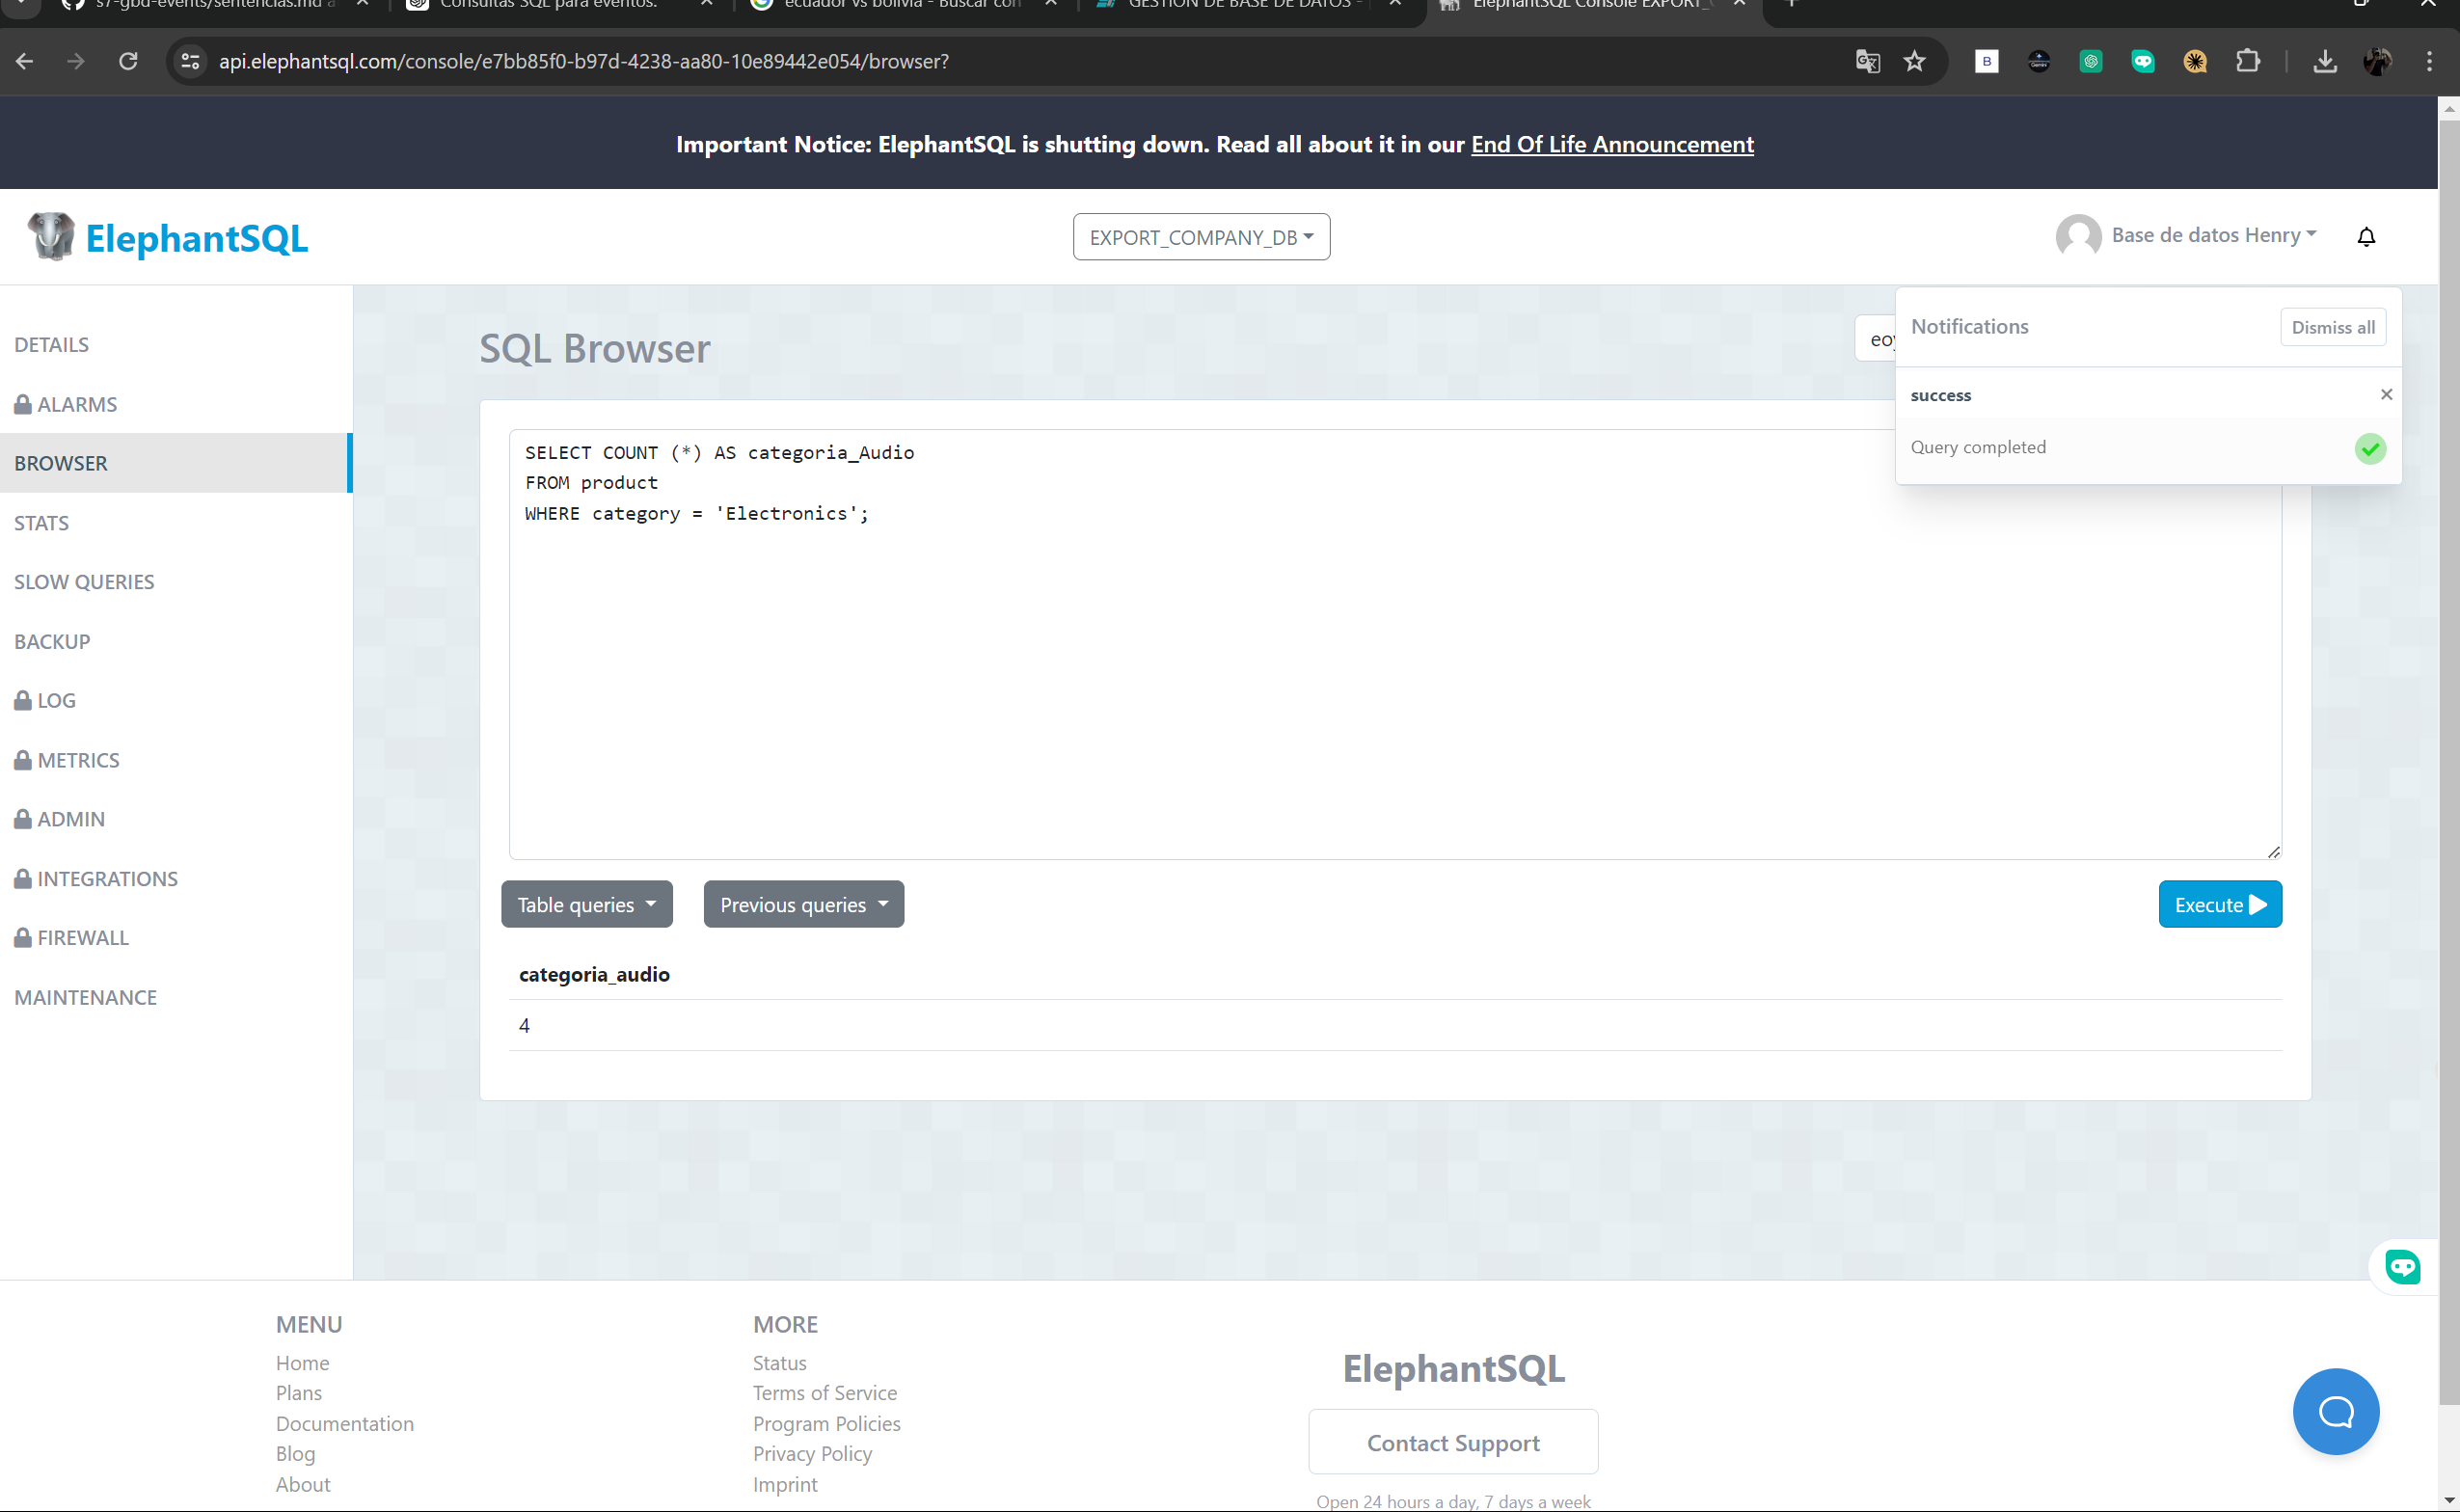 s7-gbd-events/sentencias.md a
Consultas SQL para eventos.
ecuador vs bolivia - Buscar con
GESTION DE BASE DE DATOS -
ElephantSQL Console EXPORT_C
api.elephantsql.com/console/e7bb85f0-b97d-4238-aa80-10e89442e054/browser?
Important Notice: ElephantSQL is shutting down. Read all about it in our End Of Life Announcement
ElephantSQL
EXPORT_COMPANY_DB
Base de datos Henry
DETAILS
ALARMS
BROWSER
STATS
SLOW QUERIES
BACKUP
LOG
METRICS
ADMIN
INTEGRATIONS
FIREWALL
MAINTENANCE
SQL Browser
Notifications
Dismiss all
success
Query completed
SELECT COUNT (*) AS categoria_Audio
FROM product
WHERE category = 'Electronics';
Table queries
Previous queries
Execute
categoria_audio
4
MENU
Home
Plans
Documentation
Blog
About
MORE
Status
Terms of Service
Program Policies
Privacy Policy
Imprint
ElephantSQL
Contact Support
Open 24 hours a day, 7 days a week